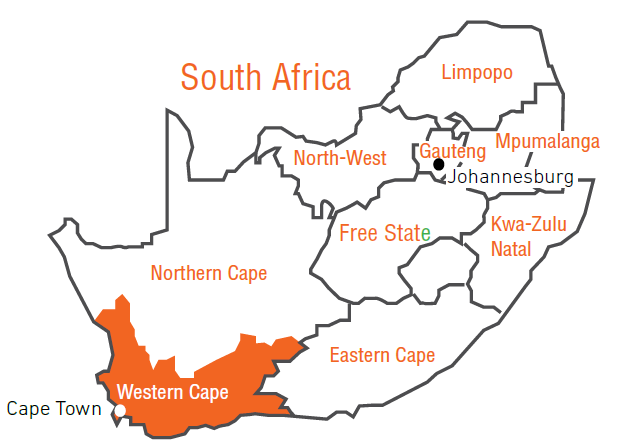 South Africa
Limpopo
Mpumalanga
Gauteng
North-West
Johannesburg
Kwa-Zulu
Natal
Free State
Northern Cape
Eastern Cape
Western Cape
Cape Town